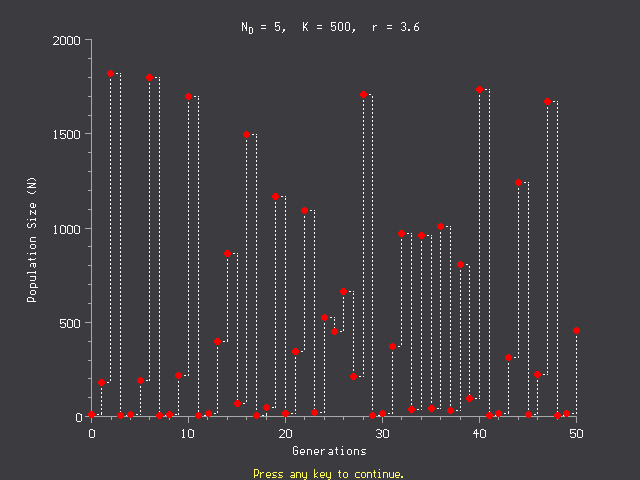 N_D = 5, K = 500, r = 3.6
2000
1500
1000
500
0
Population Size (N)
0 10 20 30 40 50
Generations
Press any key to continue.